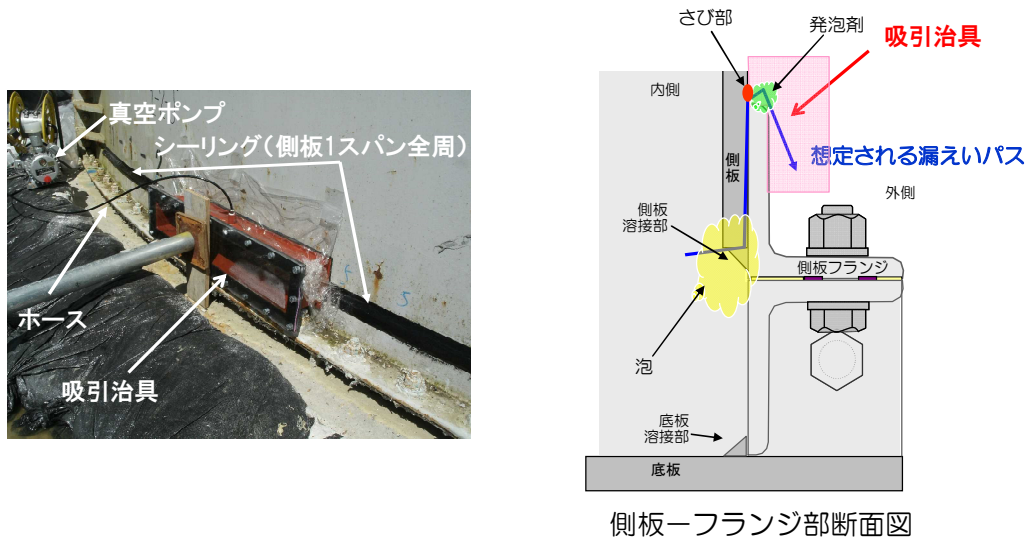 真空ポンプ
シーリング(側板1スパン全周)
ホース
吸引治具
さび部
発泡剤
吸引治具
内側
想定される漏えいパス
側板
外側
側板
溶接部
側板フランジ
泡
底板
溶接部
底板
側板-フランジ部断面図